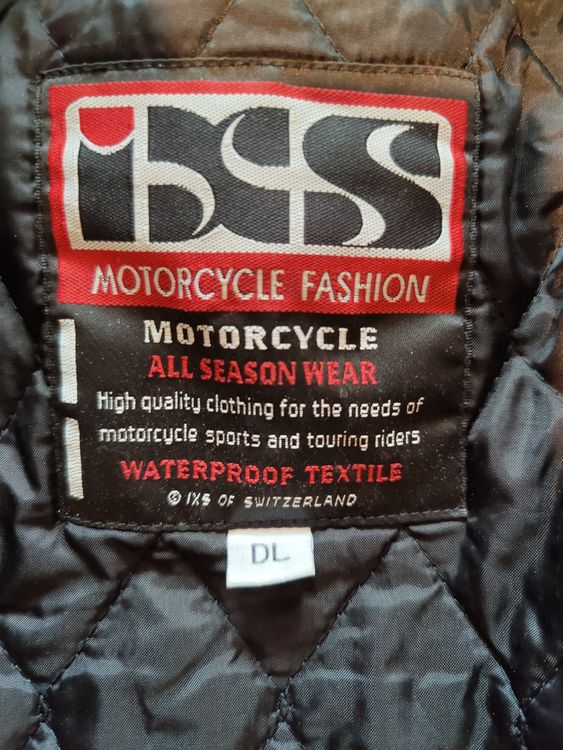 iXS
MOTORCYCLE FASHION
MOTORCYCLE
ALL SEASON WEAR
High quality clothing for the needs of
motorcycle sports and touring riders
WATERPROOF TEXTILE
© IXS OF SWITZERLAND
DL